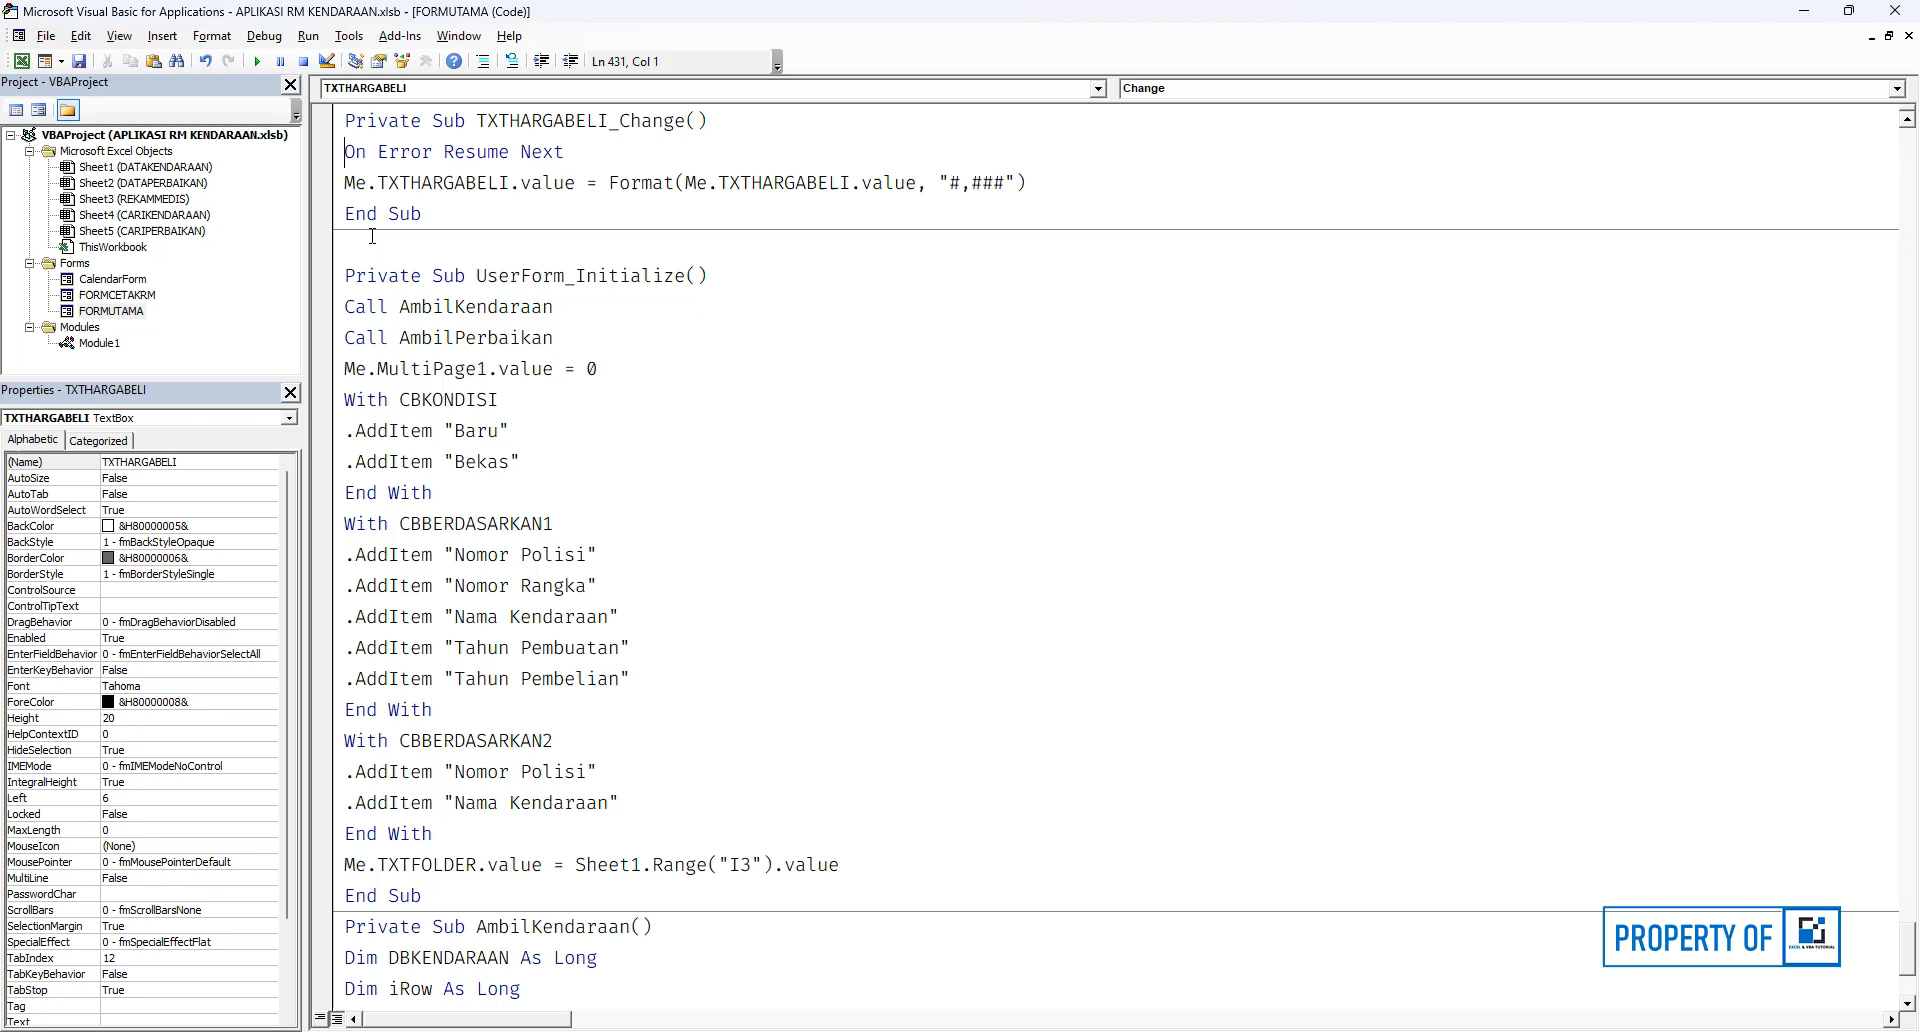 Microsoft Visual Basic for Applications - APLIKASI RM KENDARAAN.xlsb - [FORMUTAMA (Code)]
File Edit View Insert Format Debug Run Tools Add-Ins Window Help
Ln 431, Col 1
Project - VBAProject
VBAProject (APLIKASI RM KENDARAAN.xlsb)
Microsoft Excel Objects
Sheet1 (DATAKENDARAAN)
Sheet2 (DATAPERBAIKAN)
Sheet3 (REKAMMEDIS)
Sheet4 (CARIKENDARAAN)
Sheet5 (CARIPERBAIKAN)
ThisWorkbook
Forms
CalendarForm
FORMCETAKRM
FORMUTAMA
Modules
Module1
Properties - TXTHARGABELI
TXTHARGABELI TextBox
Alphabetic Categorized
(Name) TXTHARGABELI
AutoSize False
AutoTab False
AutoWordSelect True
BackColor &H80000005&
BackStyle 1 - fmBackStyleOpaque
BorderColor &H80000006&
BorderStyle 1 - fmBorderStyleSingle
ControlSource
ControlTipText
DragBehavior 0 - fmDragBehaviorDisabled
Enabled True
EnterFieldBehavior 0 - fmEnterFieldBehaviorSelectAll
EnterKeyBehavior False
Font Tahoma
ForeColor &H80000008&
Height 20
HelpContextID 0
HideSelection True
IMEMode 0 - fmIMEModeNoControl
IntegralHeight True
Left 6
Locked False
MaxLength 0
MouseIcon (None)
MousePointer 0 - fmMousePointerDefault
MultiLine False
PasswordChar
ScrollBars 0 - fmScrollBarsNone
SelectionMargin True
SpecialEffect 0 - fmSpecialEffectFlat
TabIndex 12
TabKeyBehavior False
TabStop True
Tag
Text
TXTHARGABELI Change
Private Sub TXTHARGABELI_Change()
On Error Resume Next
Me.TXTHARGABELI.value = Format(Me.TXTHARGABELI.value, "#,###")
End Sub
Private Sub UserForm_Initialize()
Call AmbilKendaraan
Call AmbilPerbaikan
Me.MultiPage1.value = 0
With CBKONDISI
.AddItem "Baru"
.AddItem "Bekas"
End With
With CBBERDASARKAN1
.AddItem "Nomor Polisi"
.AddItem "Nomor Rangka"
.AddItem "Nama Kendaraan"
.AddItem "Tahun Pembuatan"
.AddItem "Tahun Pembelian"
End With
With CBBERDASARKAN2
.AddItem "Nomor Polisi"
.AddItem "Nama Kendaraan"
End With
Me.TXTFOLDER.value = Sheet1.Range("I3").value
End Sub
Private Sub AmbilKendaraan()
Dim DBKENDARAAN As Long
Dim iRow As Long
PROPERTY OF
EXCEL & VBA TUTORIAL